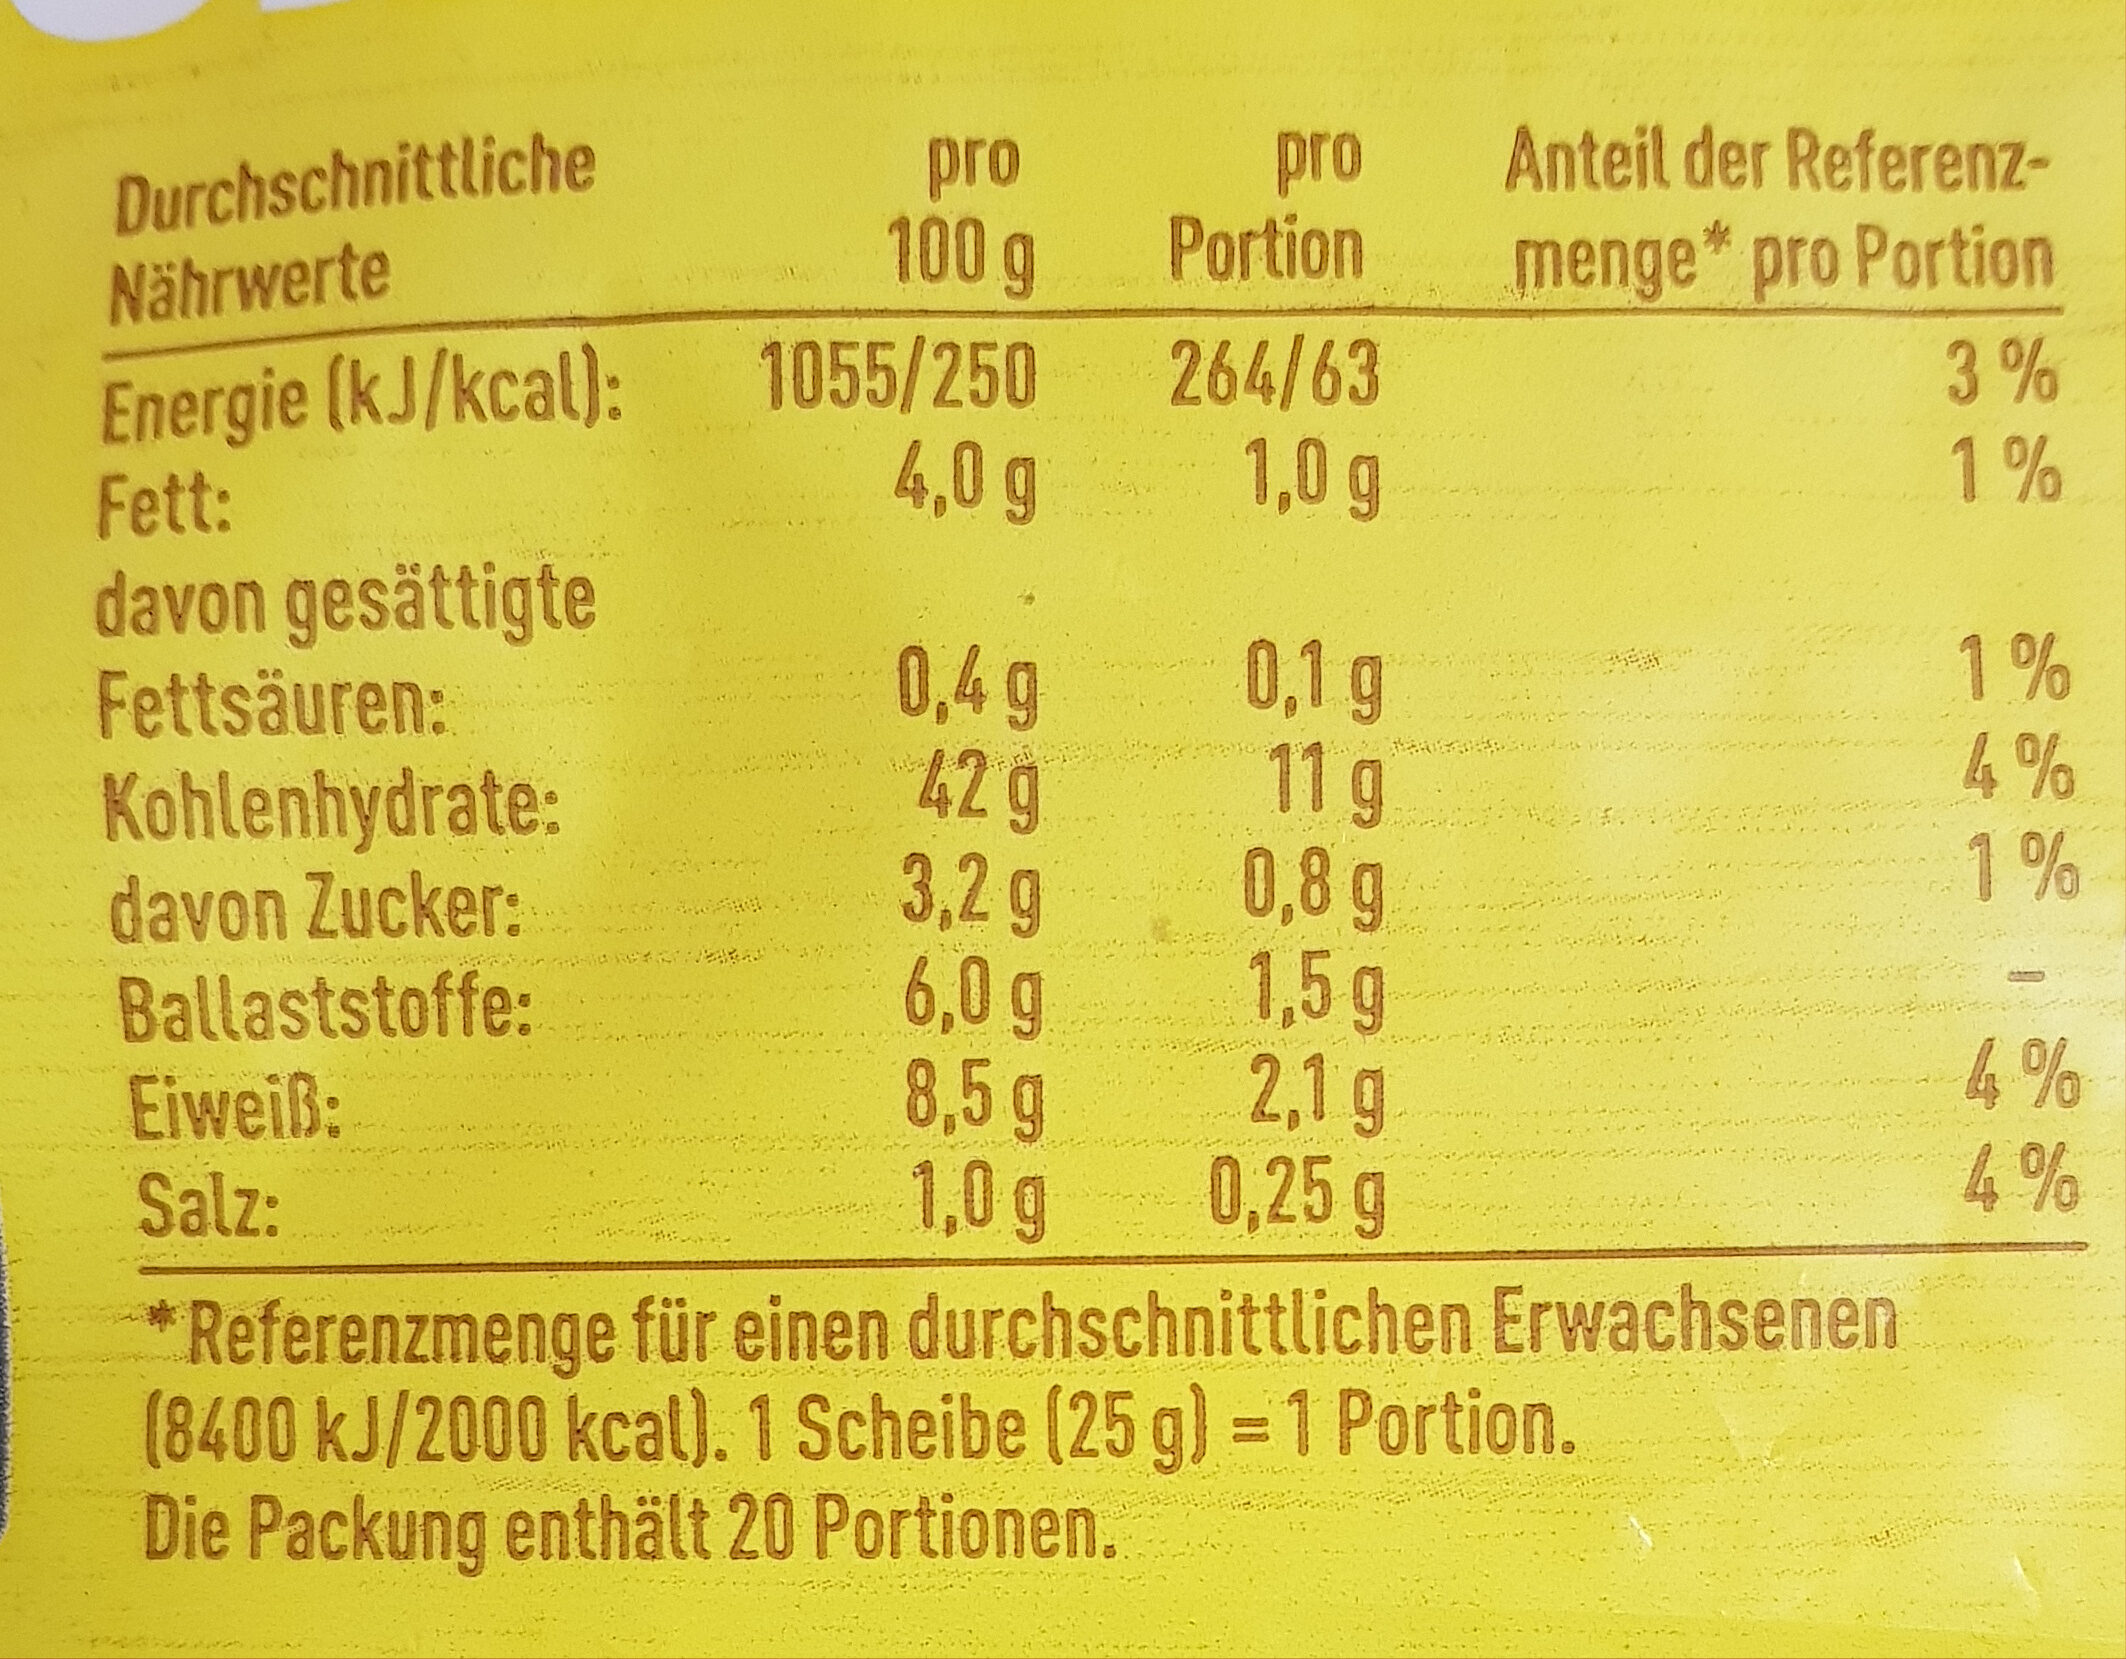 Durchschnittliche pro pro Anteil der Referenz-
Nährwerte 100 g Portion menge* pro Portion
Energie (kJ/kcal): 1055/250 264/63 3 %
Fett: 4,0 g 1,0 g 1 %
davon gesättigte
Fettsäuren: 0,4 g 0,1 g 1 %
Kohlenhydrate: 42 g 11 g 4 %
davon Zucker: 3,2 g 0,8 g 1 %
Ballaststoffe: 6,0 g 1,5 g –
Eiweiß: 8,5 g 2,1 g 4 %
Salz: 1,0 g 0,25 g 4 %
* Referenzmenge für einen durchschnittlichen Erwachsenen
(8400 kJ/2000 kcal). 1 Scheibe (25 g) = 1 Portion.
Die Packung enthält 20 Portionen.